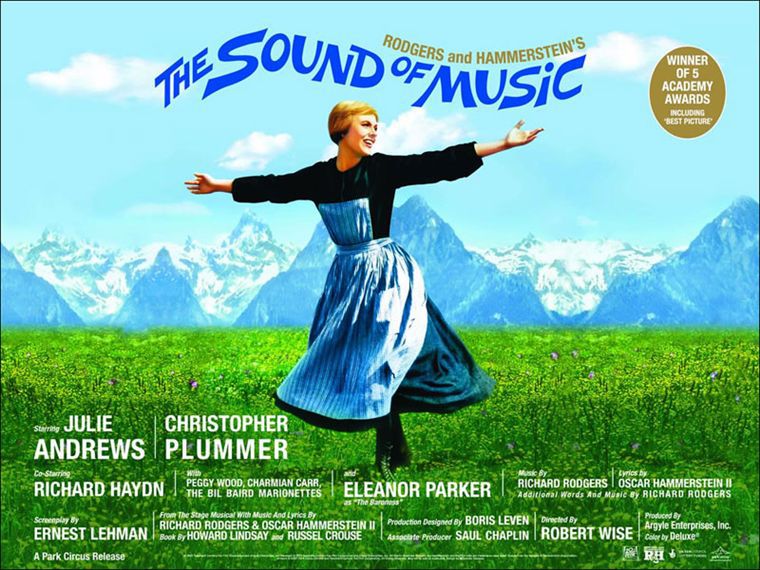 RODGERS and HAMMERSTEIN'S
THE SOUND OF MUSIC
WINNER
OF 5
ACADEMY
AWARDS
INCLUDING
'BEST PICTURE'
Starring JULIE
ANDREWS
CHRISTOPHER
PLUMMER
Co-Starring
RICHARD HAYDN
With
PEGGY WOOD, CHARMIAN CARR,
THE BIL BAIRD MARIONETTES
and
ELEANOR PARKER
as "The Baroness"
Music By
RICHARD RODGERS
Lyrics by
OSCAR HAMMERSTEIN II
Additional Words And Music By RICHARD RODGERS
Screenplay By
ERNEST LEHMAN
From The Stage Musical With Music And Lyrics By
RICHARD RODGERS & OSCAR HAMMERSTEIN II
Book By HOWARD LINDSAY and RUSSEL CROUSE
Production Designed By BORIS LEVEN
Associate Producer SAUL CHAPLIN
Directed By
ROBERT WISE
Produced By
Argyle Enterprises, Inc.
Color by Deluxe®
A Park Circus Release
R&H